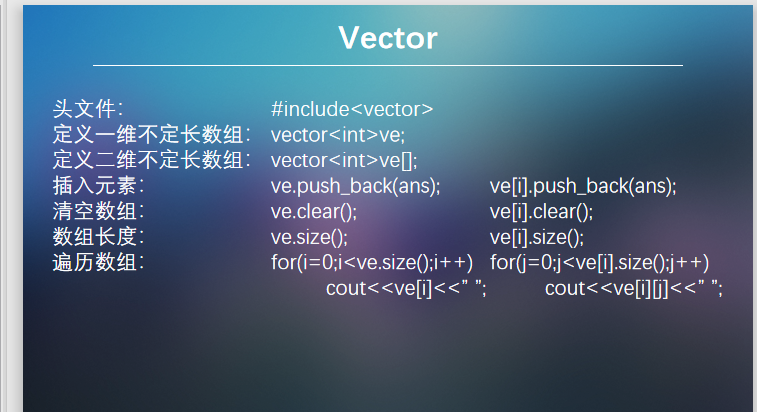 Vector
头文件： #include<vector>
定义一维不定长数组： vector<int>ve;
定义二维不定长数组： vector<int>ve[];
插入元素： ve.push_back(ans); ve[i].push_back(ans);
清空数组： ve.clear(); ve[i].clear();
数组长度： ve.size(); ve[i].size();
遍历数组： for(i=0;i<ve.size();i++) for(j=0;j<ve[i].size();j++)
cout<<ve[i]<<” ”; cout<<ve[i][j]<<” ”;